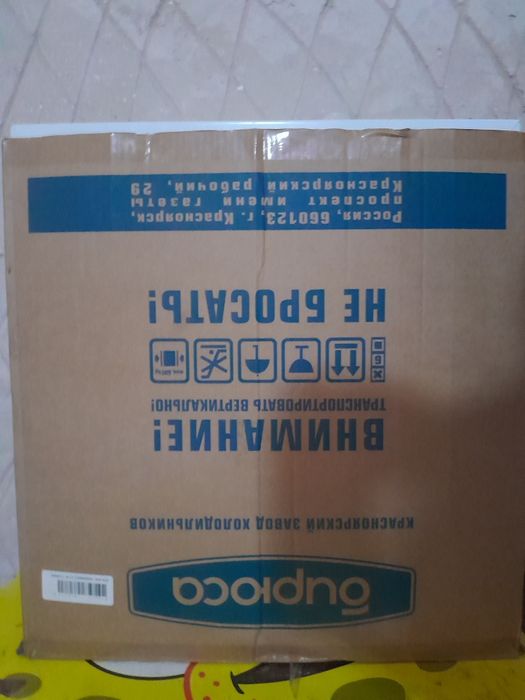 бирюса
КРАСНОЯРСКИЙ ЗАВОД ХОЛОДИЛЬНИКОВ
ВНИМАНИЕ!
ТРАНСПОРТИРОВАТЬ ВЕРТИКАЛЬНО!
НЕ БРОСАТЬ!
Россия, 660123, г. Красноярск,
проспект имени газеты
Красноярский рабочий, 29